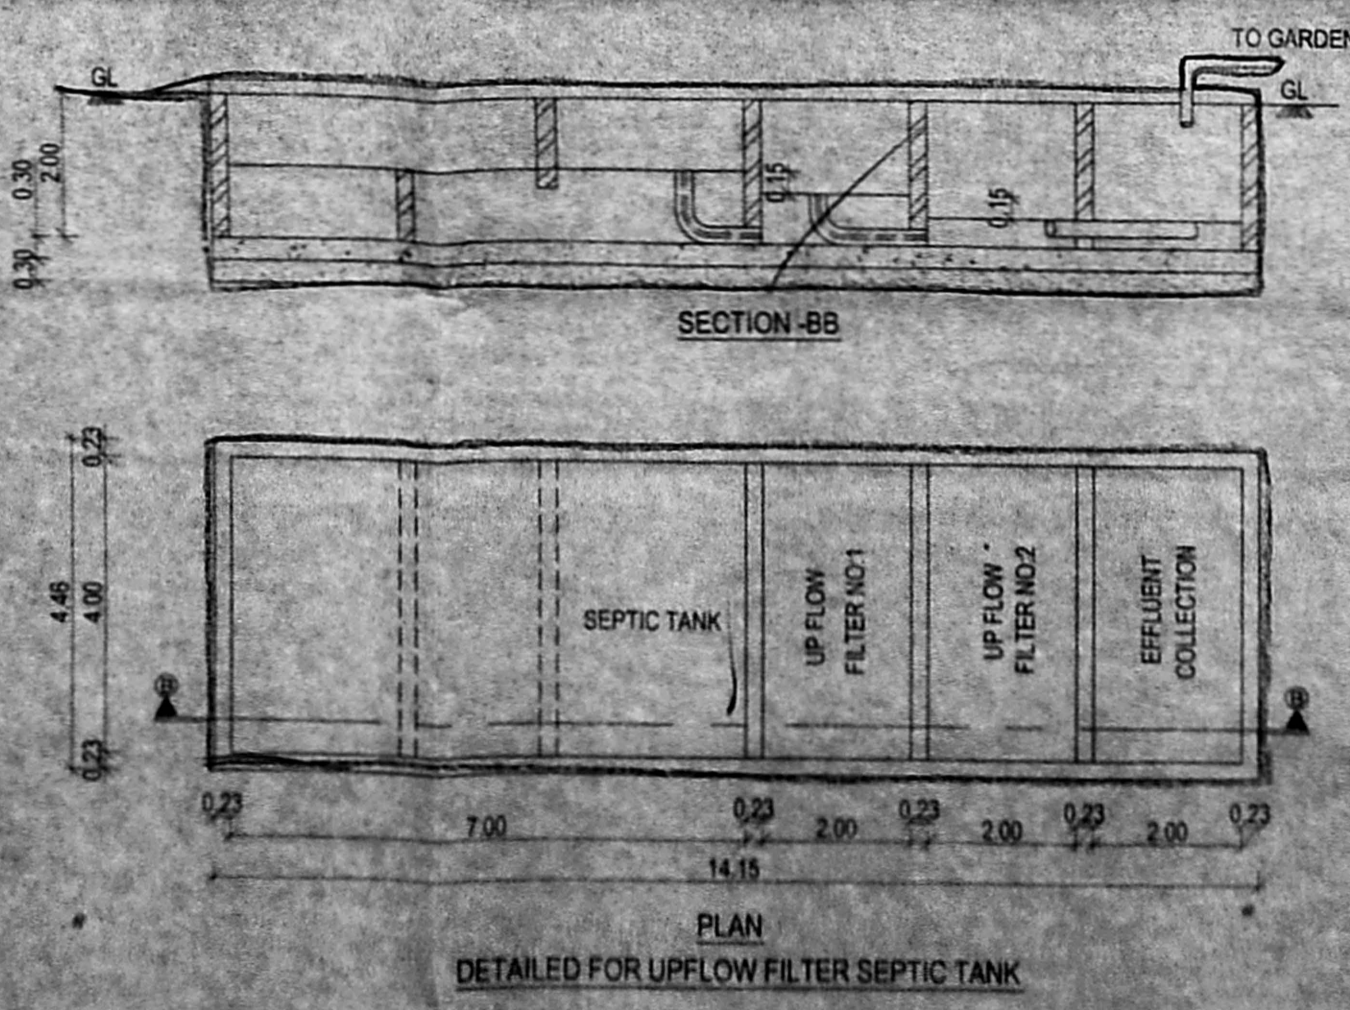 TO GARDEN
GL
GL
0.30
2.00
0.30
0.15
0.15
SECTION -BB
0.23
4.46
4.00
0.23
SEPTIC TANK
UP FLOW
FILTER NO:1
UP FLOW
FILTER NO:2
EFFLUENT
COLLECTION
B
B
0.23
7.00
0.23
2.00
0.23
2.00
0.23
2.00
0.23
14.15
PLAN
DETAILED FOR UPFLOW FILTER SEPTIC TANK